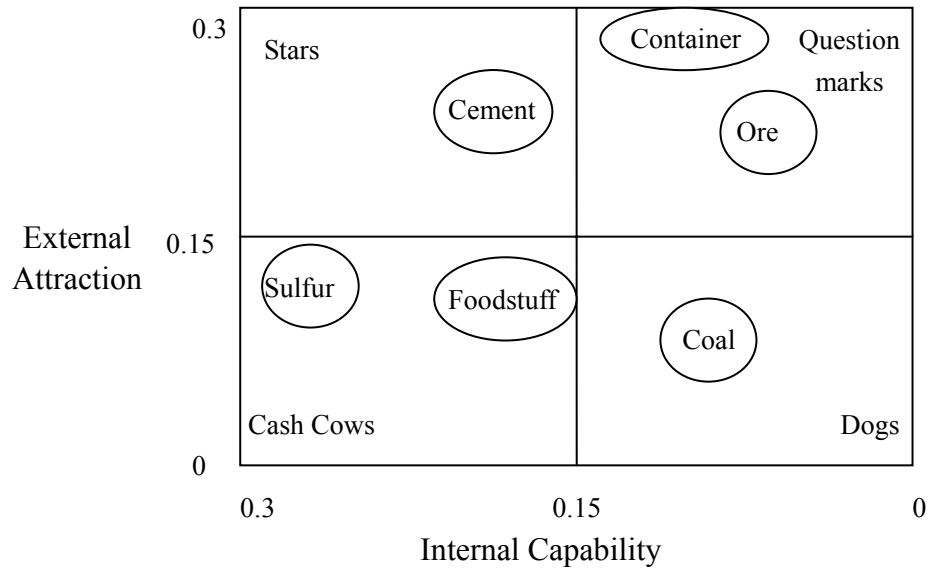 0.3
Stars
Container
Question
marks
Cement
Ore
External
Attraction
0.15
Sulfur
Foodstuff
Coal
Cash Cows
Dogs
0
0.3
0.15
0
Internal Capability